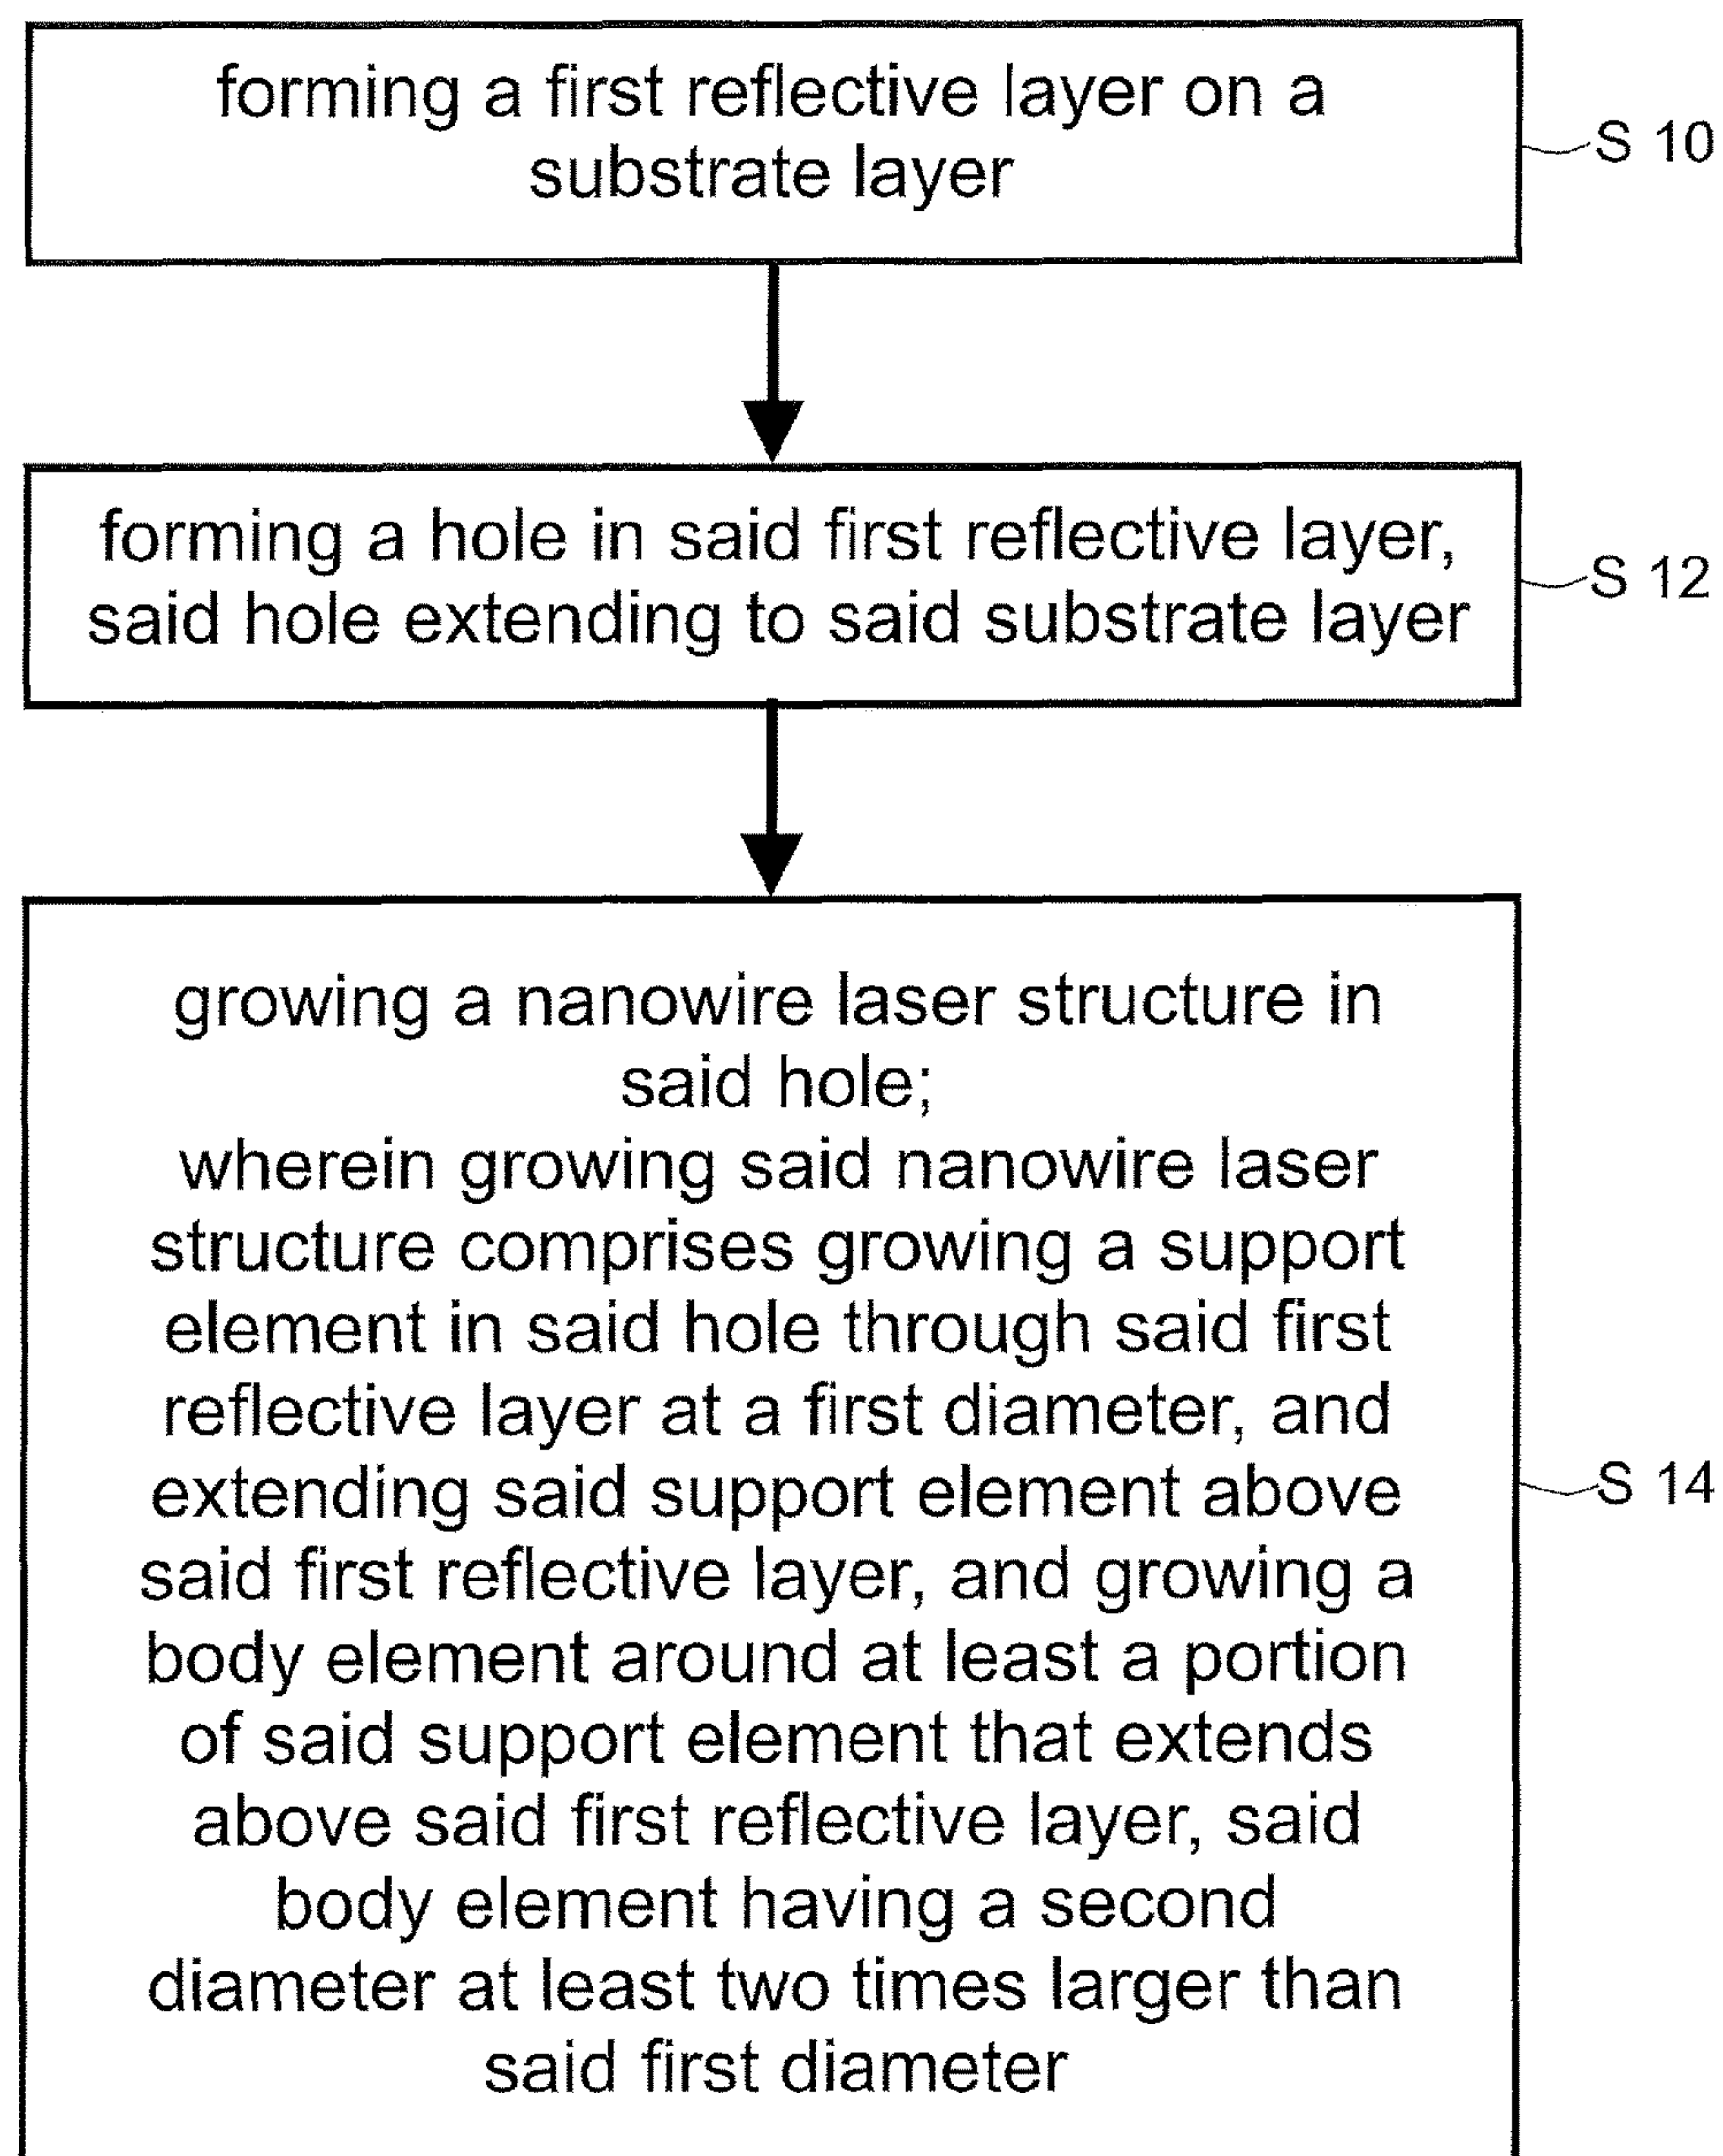 forming a first reflective layer on a
substrate layer
S 10
forming a hole in said first reflective layer,
said hole extending to said substrate layer
S 12
growing a nanowire laser structure in
said hole;
wherein growing said nanowire laser
structure comprises growing a support
element in said hole through said first
reflective layer at a first diameter, and
extending said support element above
said first reflective layer, and growing a
body element around at least a portion
of said support element that extends
above said first reflective layer, said
body element having a second
diameter at least two times larger than
said first diameter
S 14